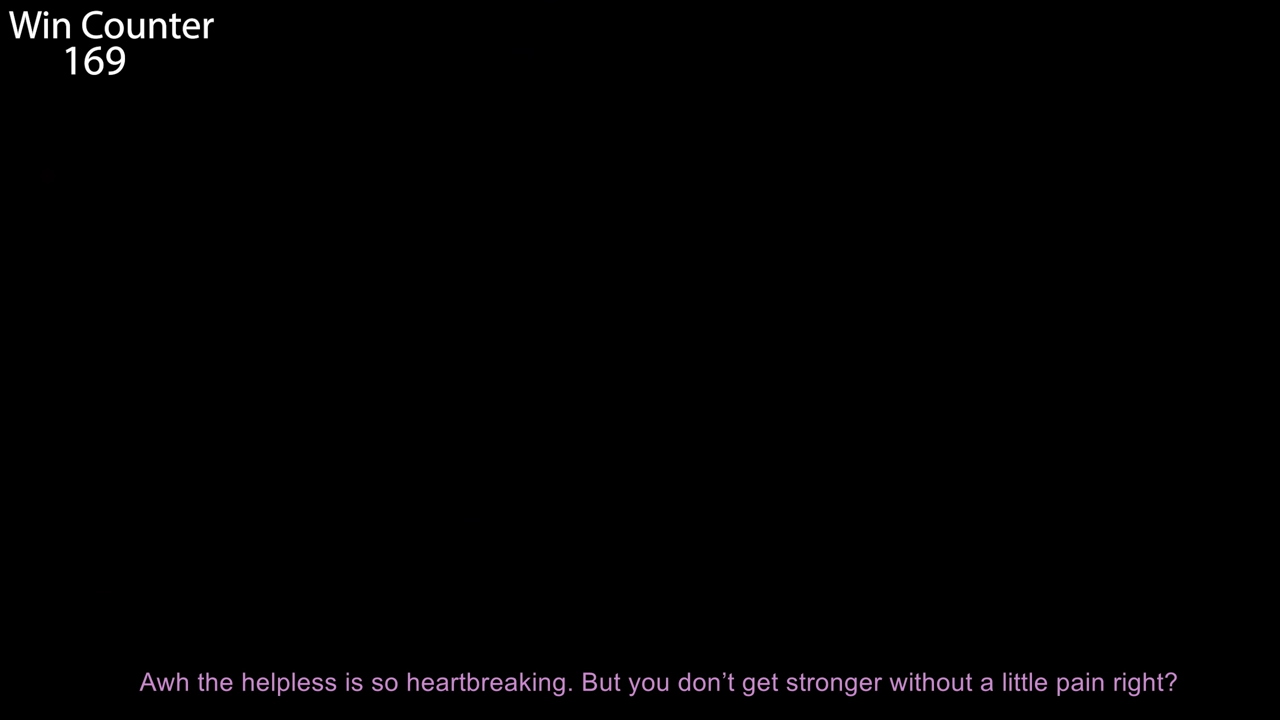 Win Counter
169
Awh the helpless is so heartbreaking. But you don’t get stronger without a little pain right?